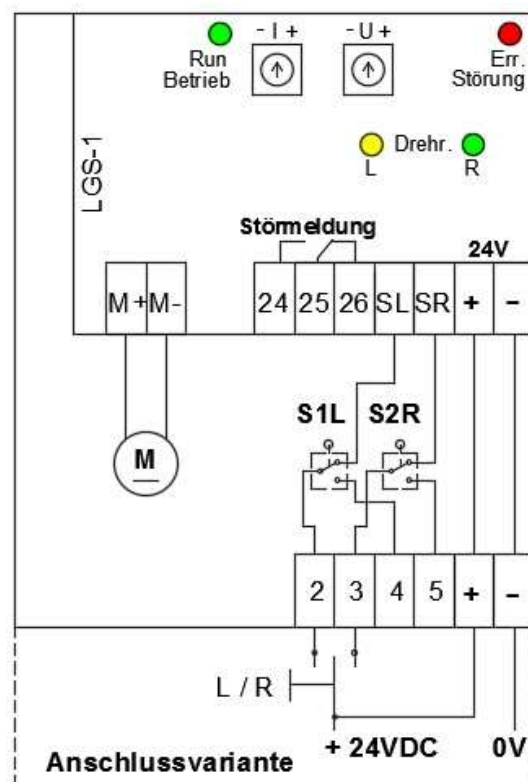 - I +
- U +
Run
Betrieb
Err.
Störung
L
Drehr.
R
LGS-1
Störmeldung
24V
M+
M-
24
25
26
SL
SR
+
-
S1L
S2R
M
2
3
4
5
+
-
L / R
+ 24VDC
0V
Anschlussvariante